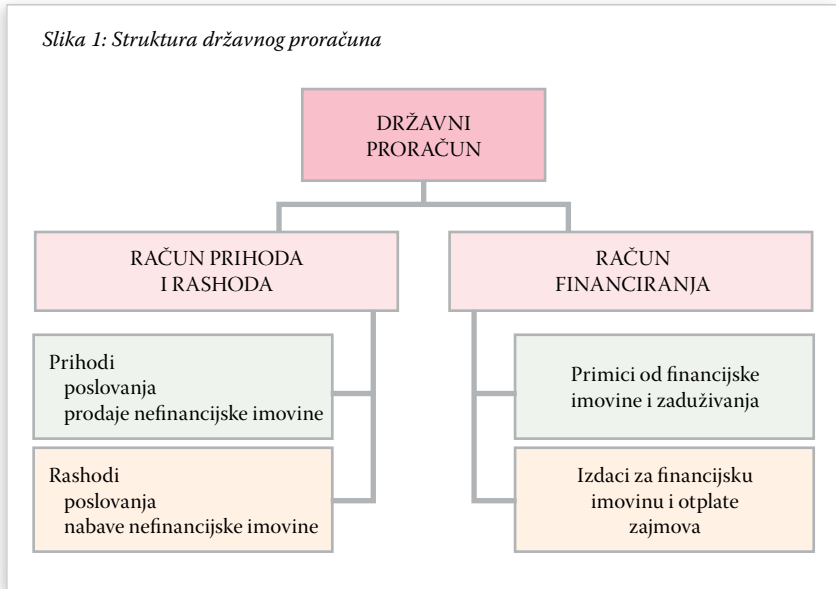 Slika 1: Struktura državnog proračuna
DRŽAVNI
PRORAČUN
RAČUN PRIHODA
I RASHODA
RAČUN
FINANCIRANJA
Prihodi
poslovanja
prodaje nefinancijske imovine
Primici od financijske
imovine i zaduživanja
Rashodi
poslovanja
nabave nefinancijske imovine
Izdaci za financijsku
imovinu i otplate
zajmova